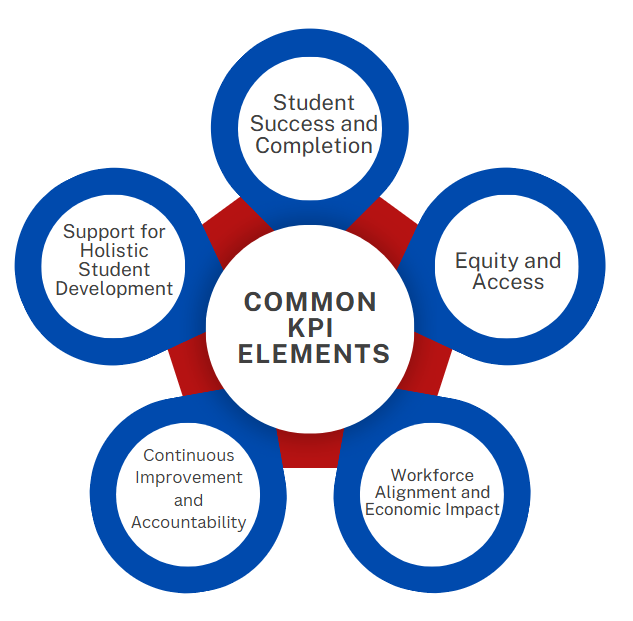 Student
Success and
Completion
Support for
Holistic
Student
Development
Equity and
Access
COMMON
KPI
ELEMENTS
Continuous
Improvement
and
Accountability
Workforce
Alignment and
Economic Impact